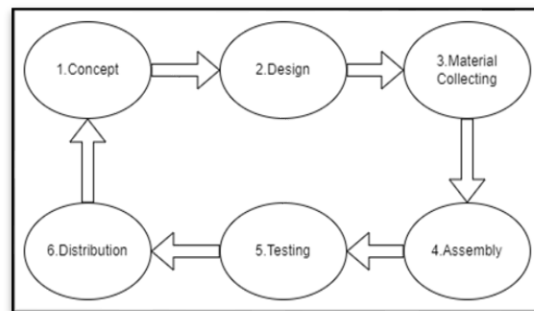 1.Concept
2.Design
3.Material
Collecting
4.Assembly
5.Testing
6.Distribution